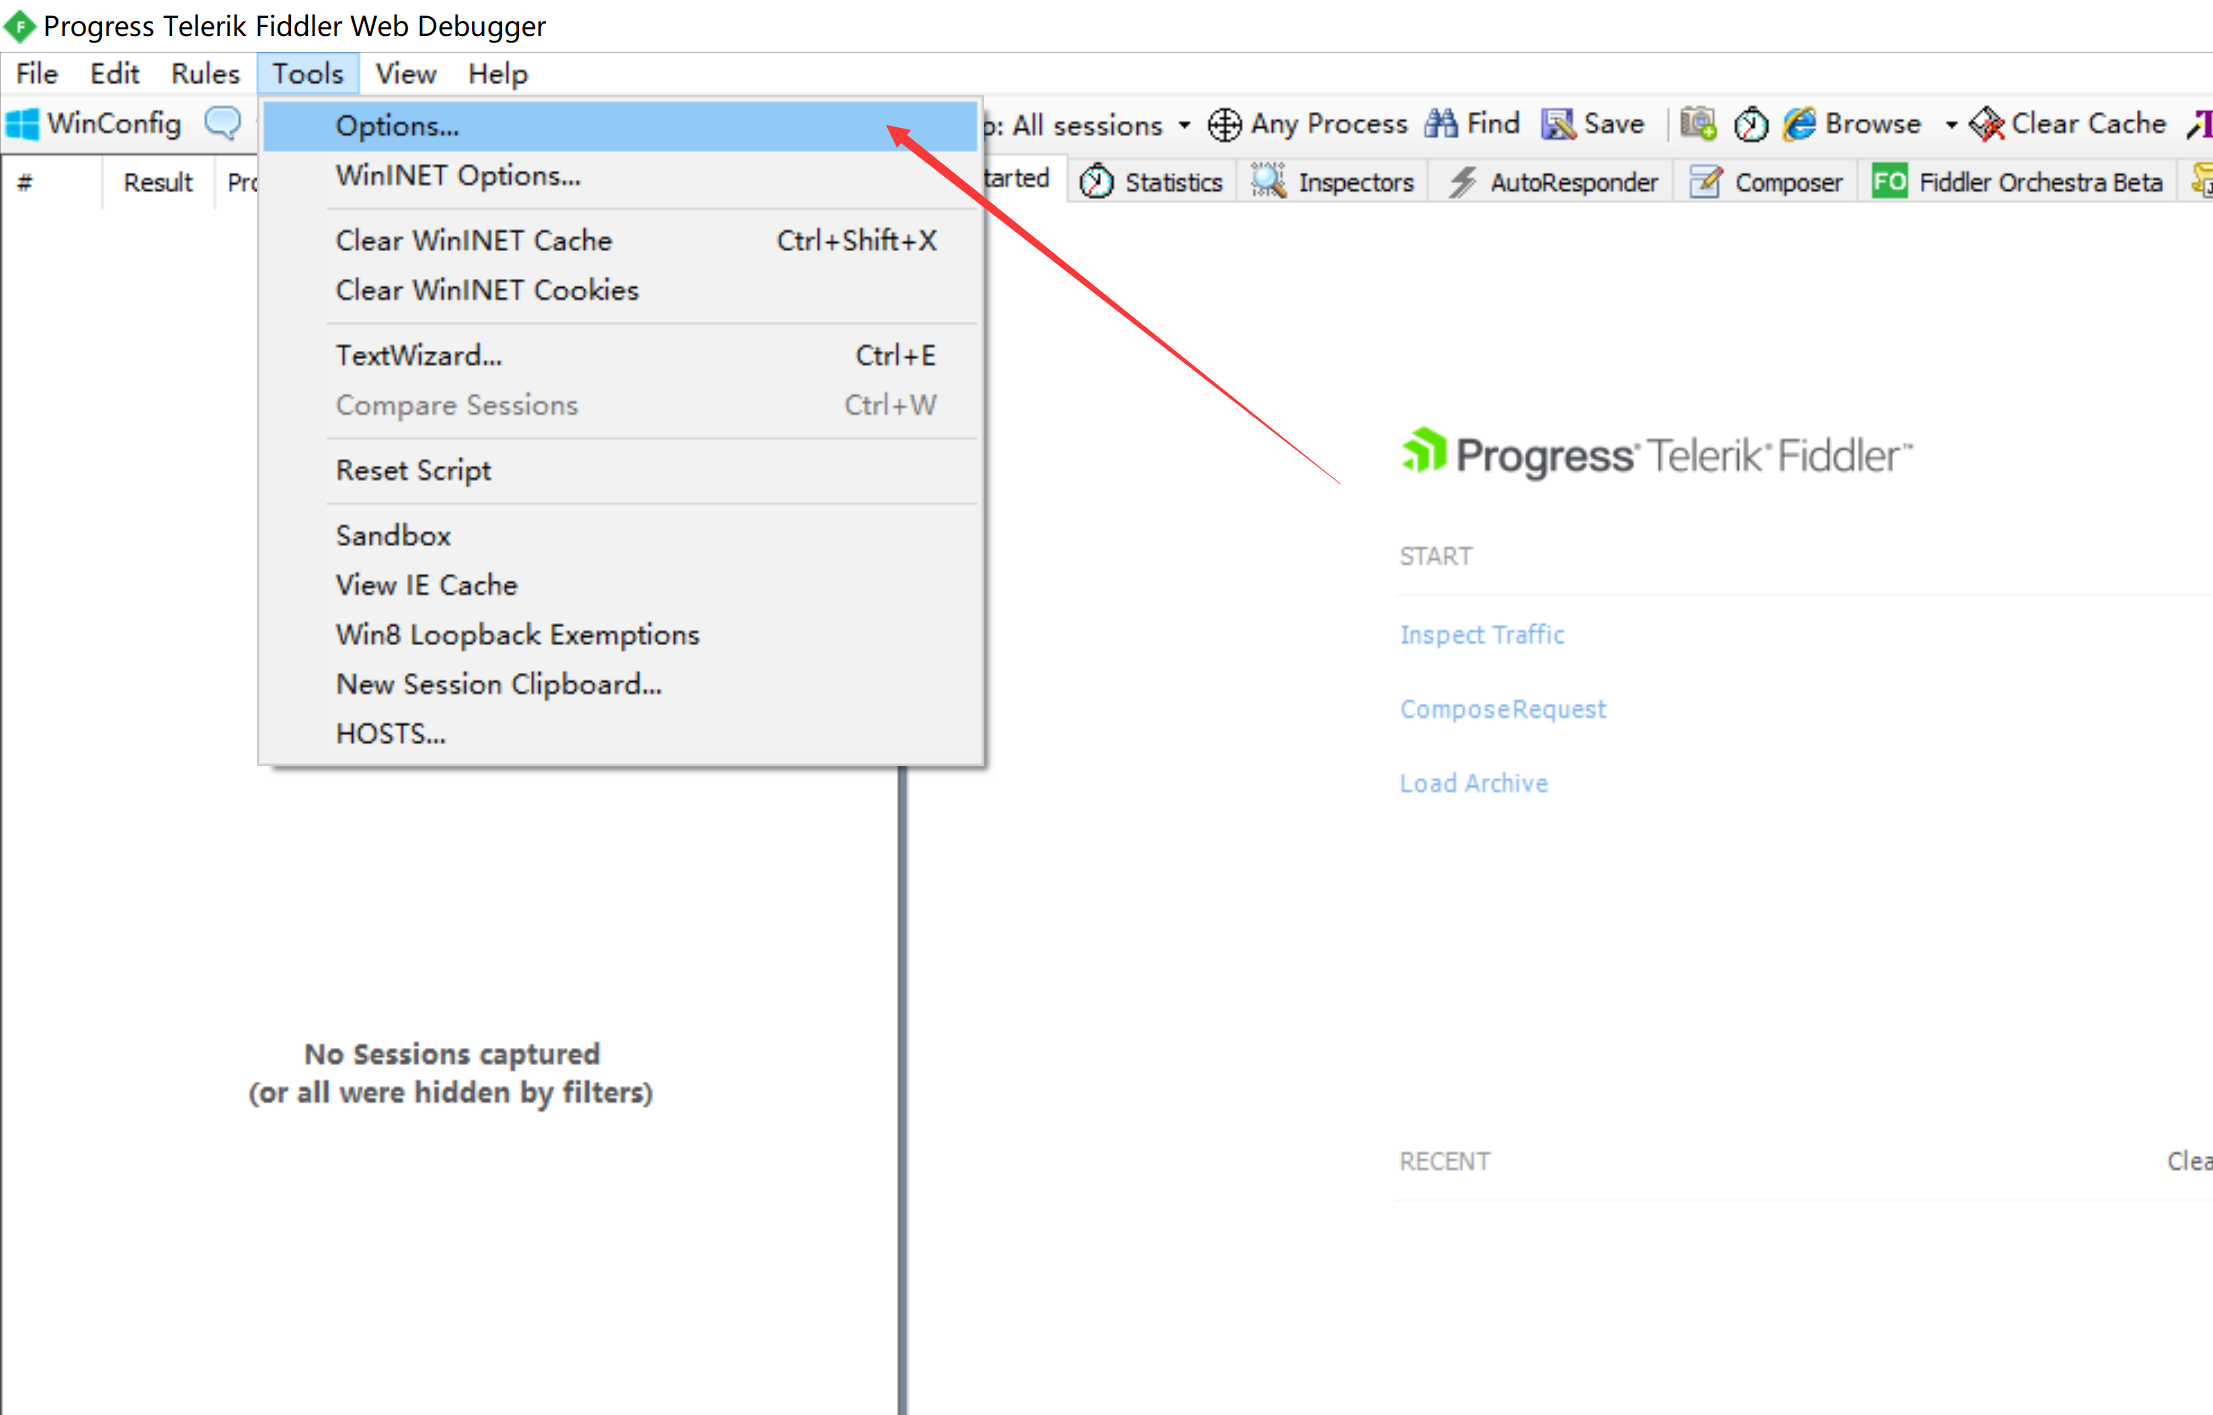 Progress Telerik Fiddler Web Debugger
File Edit Rules Tools View Help
WinConfig : All sessions Any Process Find Save Browse Clear Cache
# Result tarted Statistics Inspectors AutoResponder Composer FO Fiddler Orchestra Beta
Options...
WinINET Options...
Clear WinINET Cache Ctrl+Shift+X
Clear WinINET Cookies
TextWizard... Ctrl+E
Compare Sessions Ctrl+W
Reset Script
Sandbox
View IE Cache
Win8 Loopback Exemptions
New Session Clipboard...
HOSTS...
No Sessions captured
(or all were hidden by filters)
Progress® Telerik® Fiddler™
START
Inspect Traffic
Compose Request
Load Archive
RECENT Clea